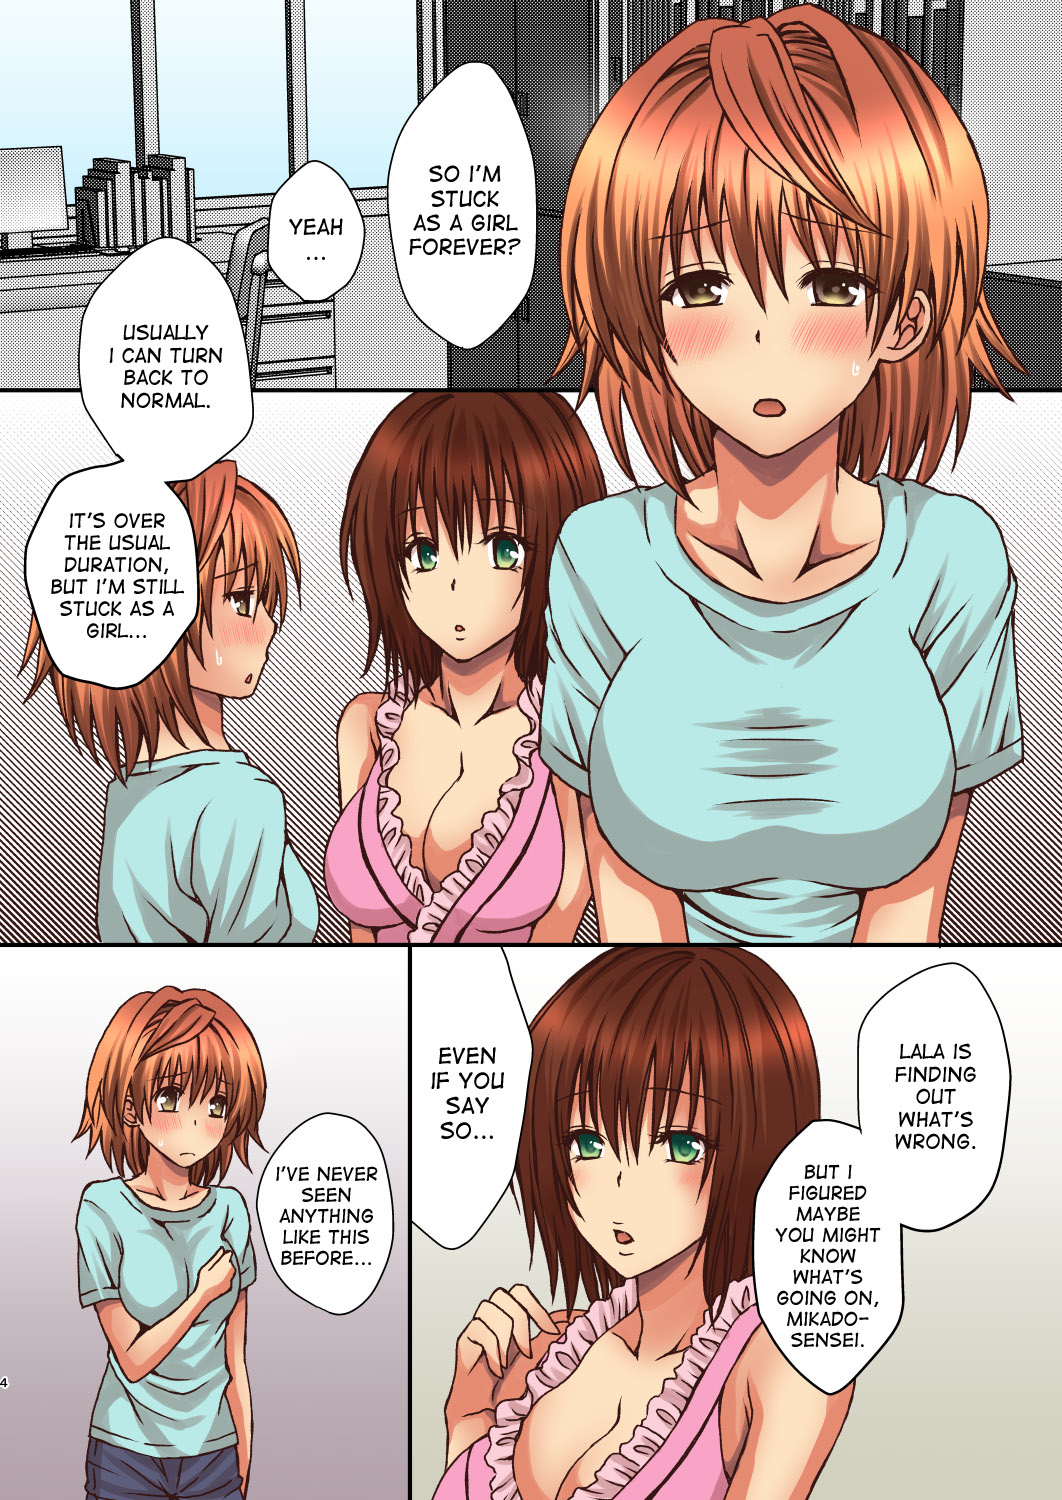 SO I'M
STUCK
AS A GIRL
FOREVER?
YEAH
...
USUALLY
I CAN TURN
BACK TO
NORMAL.
IT'S OVER
THE USUAL
DURATION,
BUT I'M STILL
STUCK AS A
GIRL...
LALA IS
FINDING
OUT
WHAT'S
WRONG.
BUT I
FIGURED
MAYBE
YOU MIGHT
KNOW
WHAT'S
GOING ON,
MIKADO-
SENSEI.
EVEN
IF YOU
SAY
SO...
I'VE NEVER
SEEN
ANYTHING
LIKE THIS
BEFORE...
4